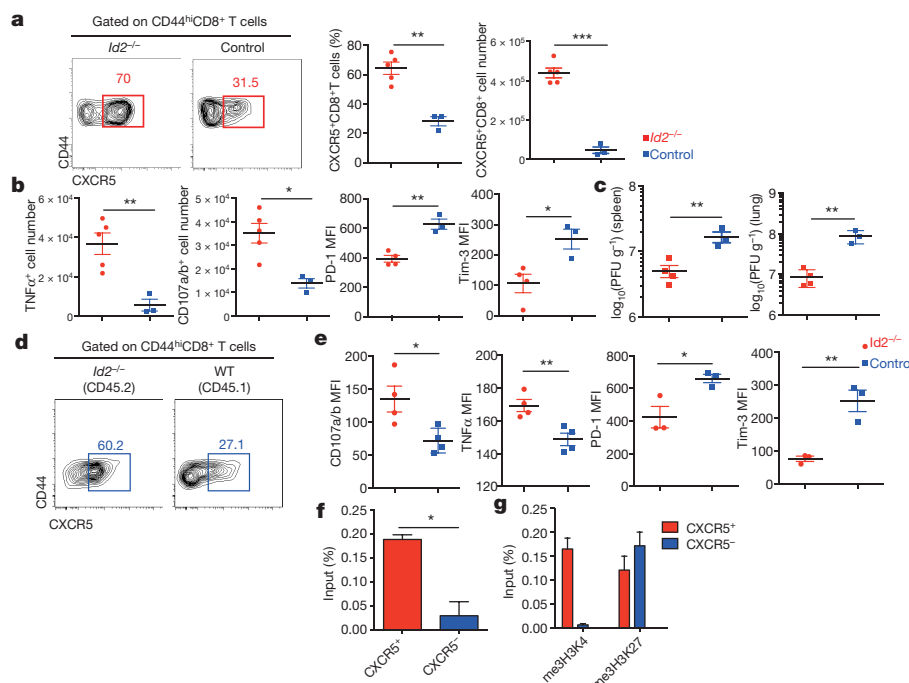 a
Gated on CD44hiCD8+ T cells
Id2–/–
Control
70
31.5
CD44
CXCR5
CXCR5+CD8+T cells (%)
80
60
40
20
0
**
CXCR5+CD8+ cell number
6 × 10⁵
4 × 10⁵
2 × 10⁵
0
***
Id2–/–
Control
b
TNFα+ cell number
6 × 10⁴
4 × 10⁴
2 × 10⁴
0
**
CD107a/b+ cell number
5 × 10⁴
4 × 10⁴
3 × 10⁴
2 × 10⁴
1 × 10⁴
0
*
PD-1 MFI
800
600
400
200
0
**
Tim-3 MFI
400
300
200
100
0
*
c
log10(PFU g–1) (spleen)
8
7
6
**
log10(PFU g–1) (lung)
9
8
7
6
**
d
Gated on CD44hiCD8+ T cells
Id2–/–
(CD45.2)
WT
(CD45.1)
60.2
27.1
CD44
CXCR5
e
CD107a/b MFI
250
200
150
100
50
0
*
TNFα MFI
200
180
160
140
120
**
PD-1 MFI
800
600
400
200
0
*
Tim-3 MFI
400
300
200
100
0
**
Id2–/–
Control
f
Input (%)
0.25
0.20
0.15
0.10
0.05
0.00
*
CXCR5+
CXCR5–
g
Input (%)
0.25
0.20
0.15
0.10
0.05
0.00
me3H3K4
me3H3K27
CXCR5+
CXCR5–